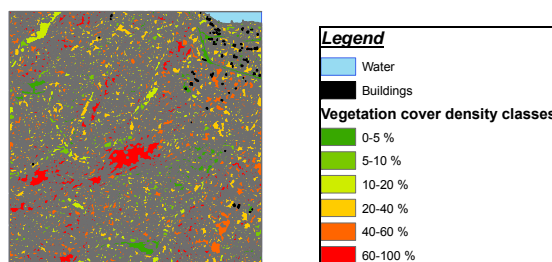 Legend
Water
Buildings
Vegetation cover density classes
0-5 %
5-10 %
10-20 %
20-40 %
40-60 %
60-100 %